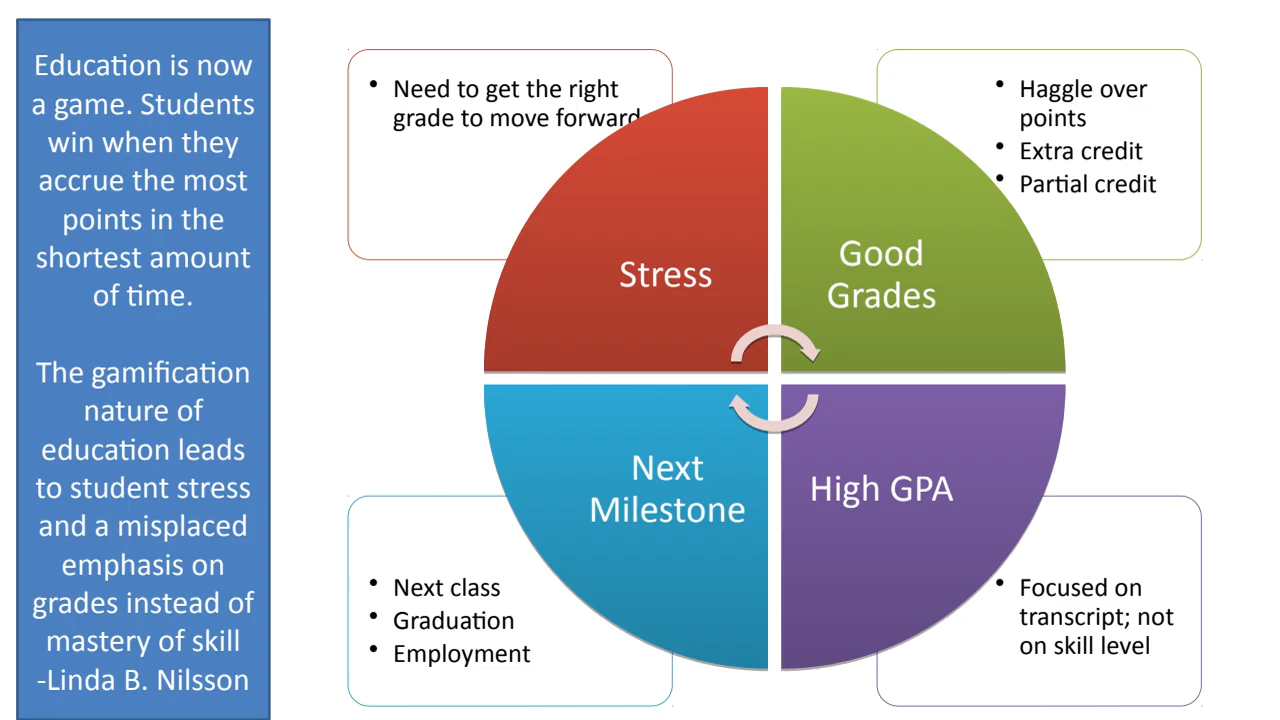 Education is now
a game. Students
win when they
accrue the most
points in the
shortest amount
of time.
The gamification
nature of
education leads
to student stress
and a misplaced
emphasis on
grades instead of
mastery of skill
-Linda B. Nilsson
• Need to get the right
grade to move forward
Stress
• Haggle over
points
• Extra credit
• Partial credit
Good
Grades
Next
Milestone
• Next class
• Graduation
• Employment
High GPA
• Focused on
transcript; not
on skill level